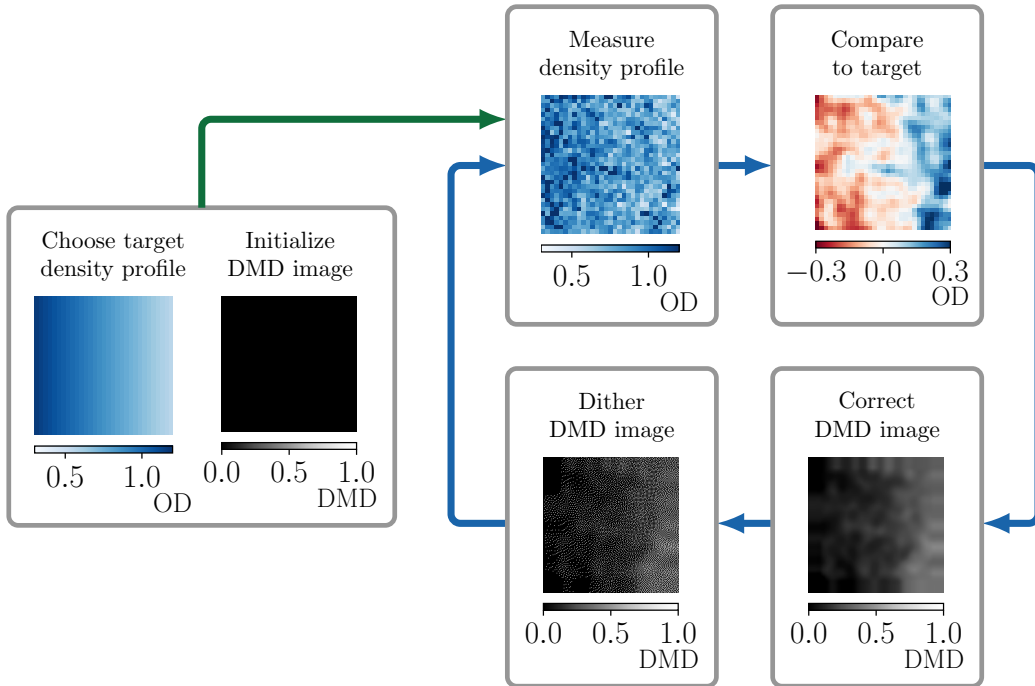 Choose target
density profile
0.5 1.0
OD
Initialize
DMD image
0.0 0.5 1.0
DMD
Measure
density profile
0.5 1.0
OD
Compare
to target
−0.3 0.0 0.3
OD
Correct
DMD image
0.0 0.5 1.0
DMD
Dither
DMD image
0.0 0.5 1.0
DMD